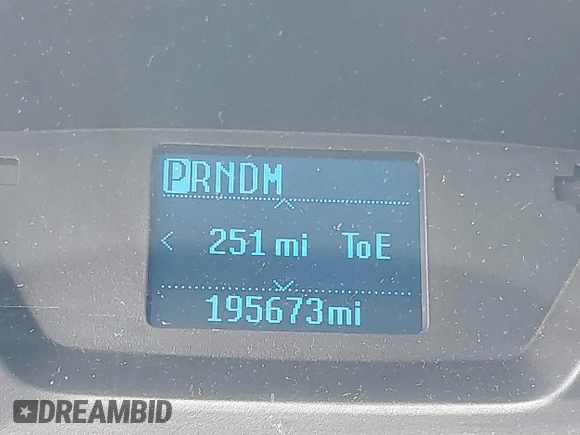 PRNDM
< 251 mi ToE
195673mi
DREAMBID